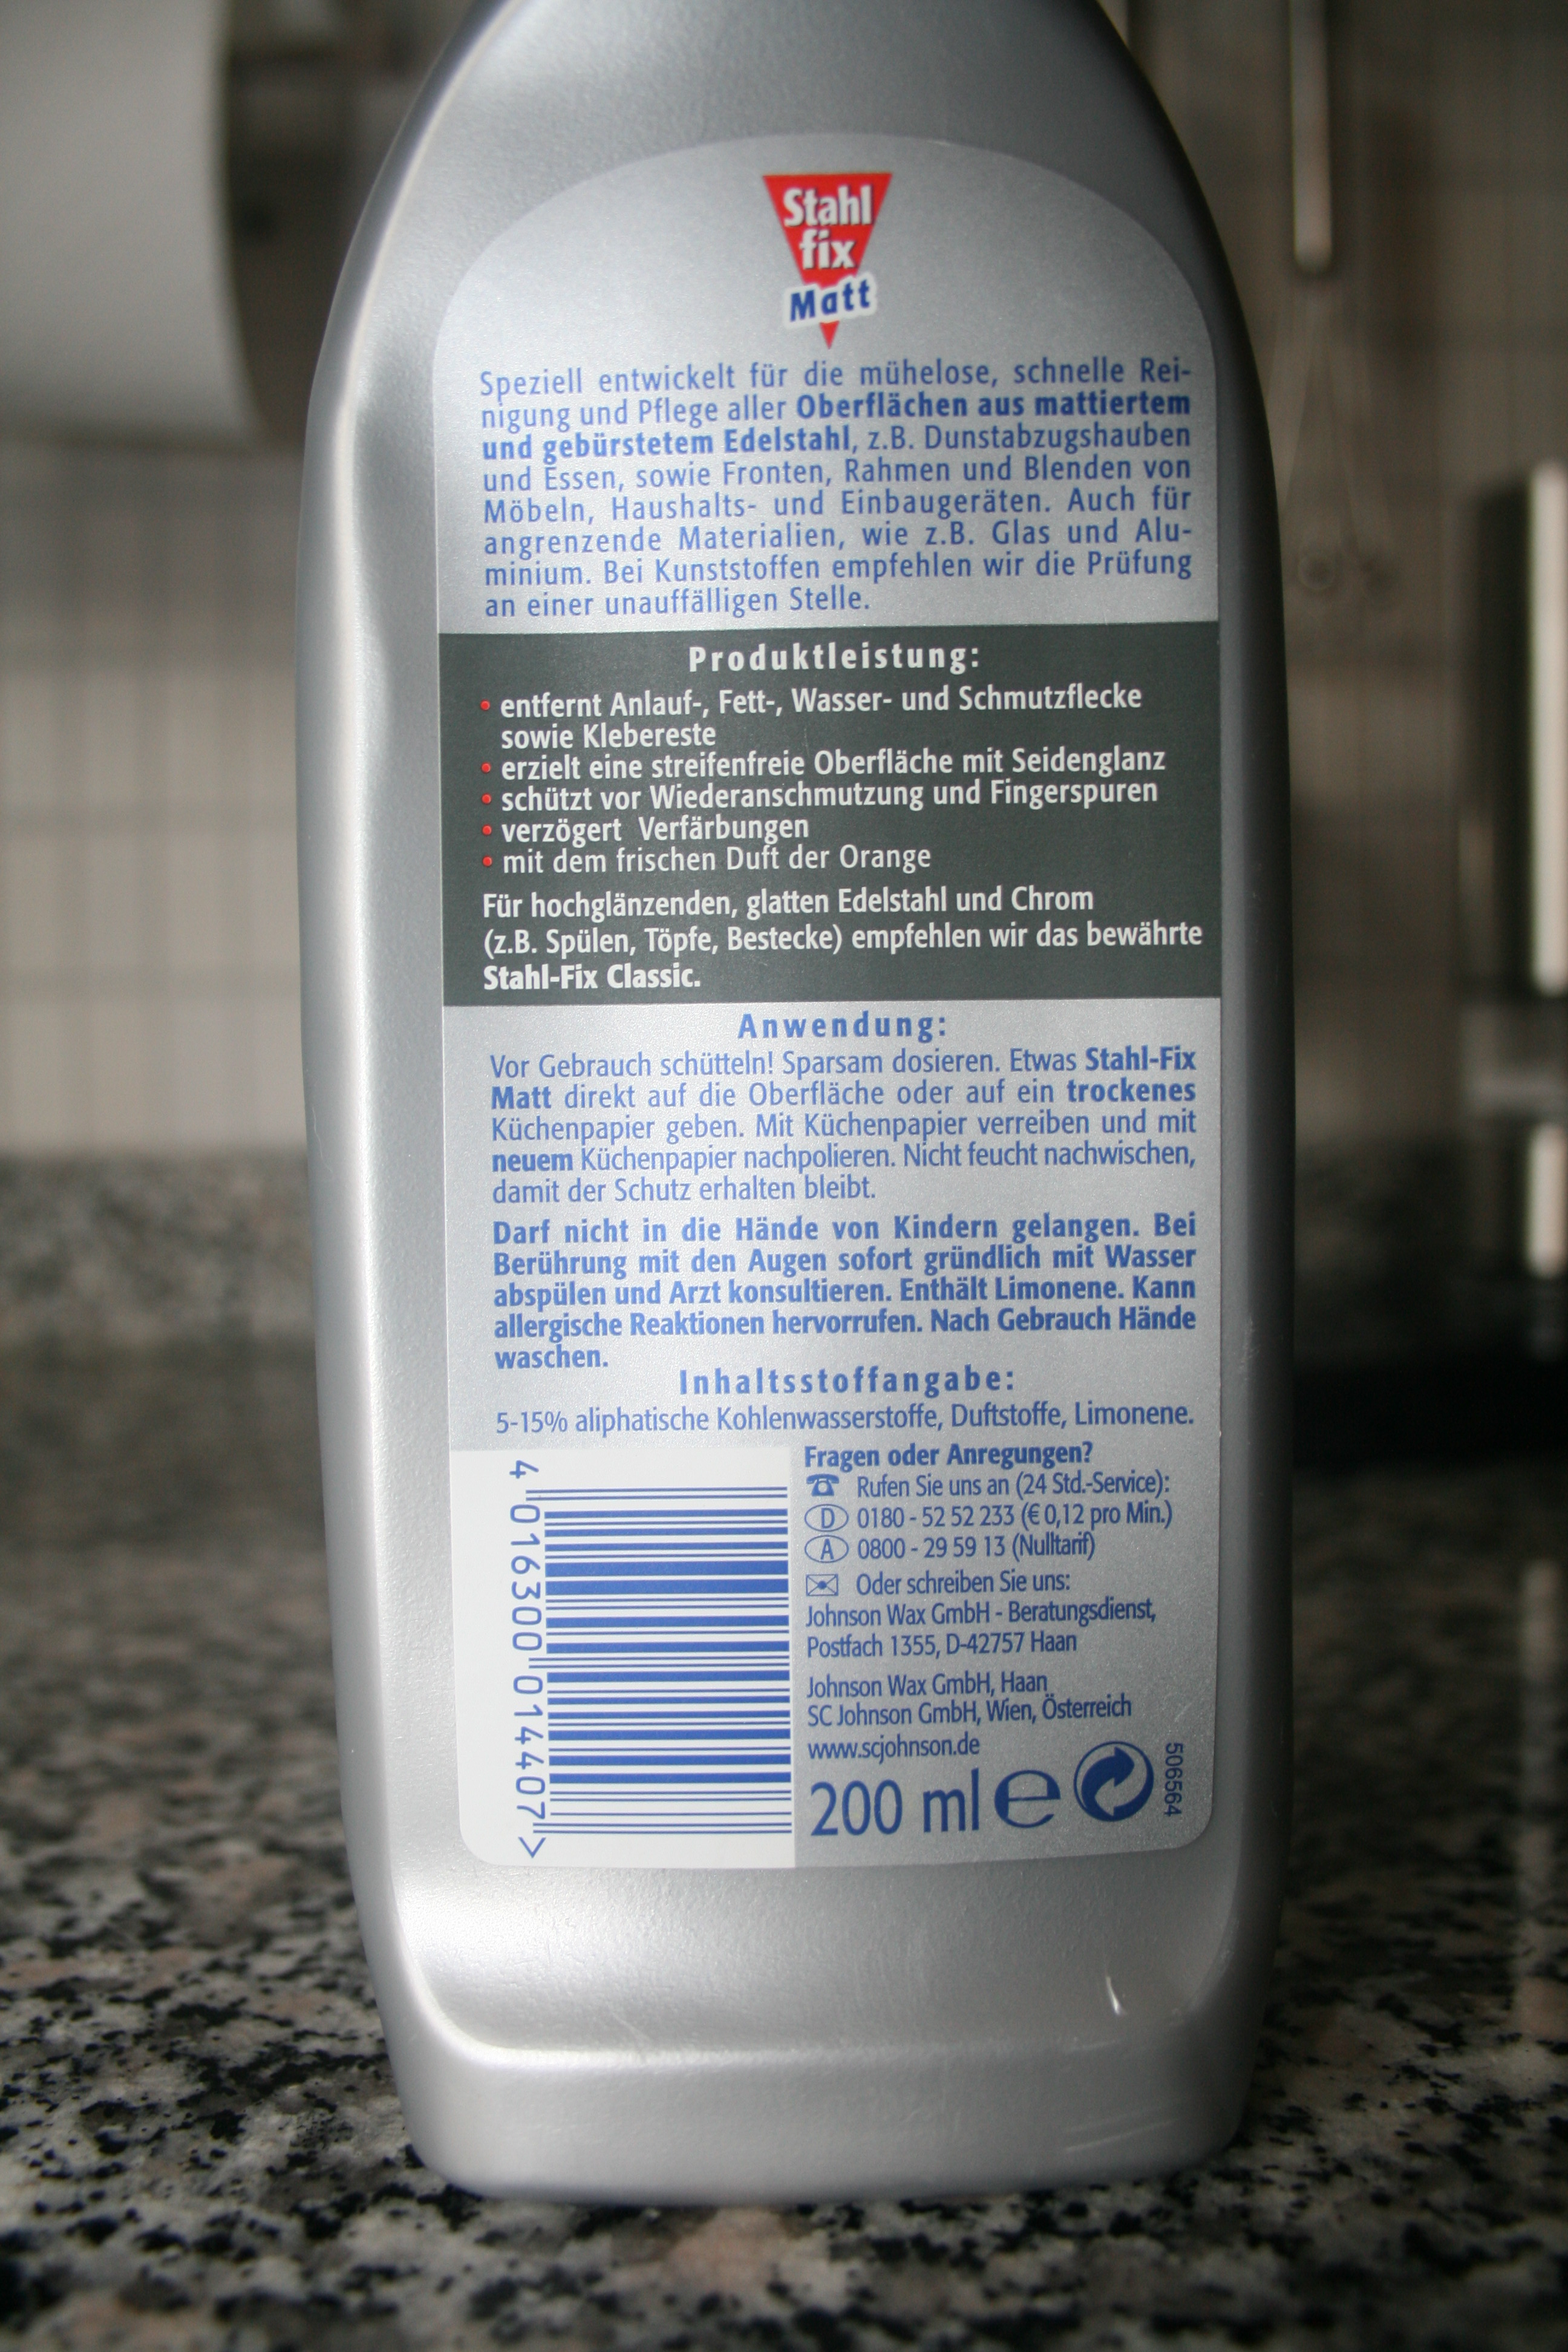 Stahl
fix
Matt
Speziell entwickelt für die mühelose, schnelle Rei-
nigung und Pflege aller Oberflächen aus mattiertem
und gebürstetem Edelstahl, z.B. Dunstabzugshauben
und Essen, sowie Fronten, Rahmen und Blenden von
Möbeln, Haushalts- und Einbaugeräten. Auch für
angrenzende Materialien, wie z.B. Glas und Alu-
minium. Bei Kunststoffen empfehlen wir die Prüfung
an einer unauffälligen Stelle.
Produktleistung:
• entfernt Anlauf-, Fett-, Wasser- und Schmutzflecke
sowie Klebereste
• erzielt eine streifenfreie Oberfläche mit Seidenglanz
• schützt vor Wiederanschmutzung und Fingerspuren
• verzögert Verfärbungen
• mit dem frischen Duft der Orange
Für hochglänzenden, glatten Edelstahl und Chrom
(z.B. Spülen, Töpfe, Bestecke) empfehlen wir das bewährte
Stahl-Fix Classic.
Anwendung:
Vor Gebrauch schütteln! Sparsam dosieren. Etwas Stahl-Fix
Matt direkt auf die Oberfläche oder auf ein trockenes
Küchenpapier geben. Mit Küchenpapier verreiben und mit
neuem Küchenpapier nachpolieren. Nicht feucht nachwischen,
damit der Schutz erhalten bleibt.
Darf nicht in die Hände von Kindern gelangen. Bei
Berührung mit den Augen sofort gründlich mit Wasser
abspülen und Arzt konsultieren. Enthält Limonene. Kann
allergische Reaktionen hervorrufen. Nach Gebrauch Hände
waschen.
Inhaltsstoffangabe:
5-15% aliphatische Kohlenwasserstoffe, Duftstoffe, Limonene.
4 016300 014407 >
Fragen oder Anregungen?
☎ Rufen Sie uns an (24 Std.-Service):
D 0180 - 52 52 233 (€ 0,12 pro Min.)
A 0800 - 29 59 13 (Nulltarif)
✉ Oder schreiben Sie uns:
Johnson Wax GmbH - Beratungsdienst,
Postfach 1355, D-42757 Haan
Johnson Wax GmbH, Haan
SC Johnson GmbH, Wien, Österreich
www.scjohnson.de
200 ml e
506564